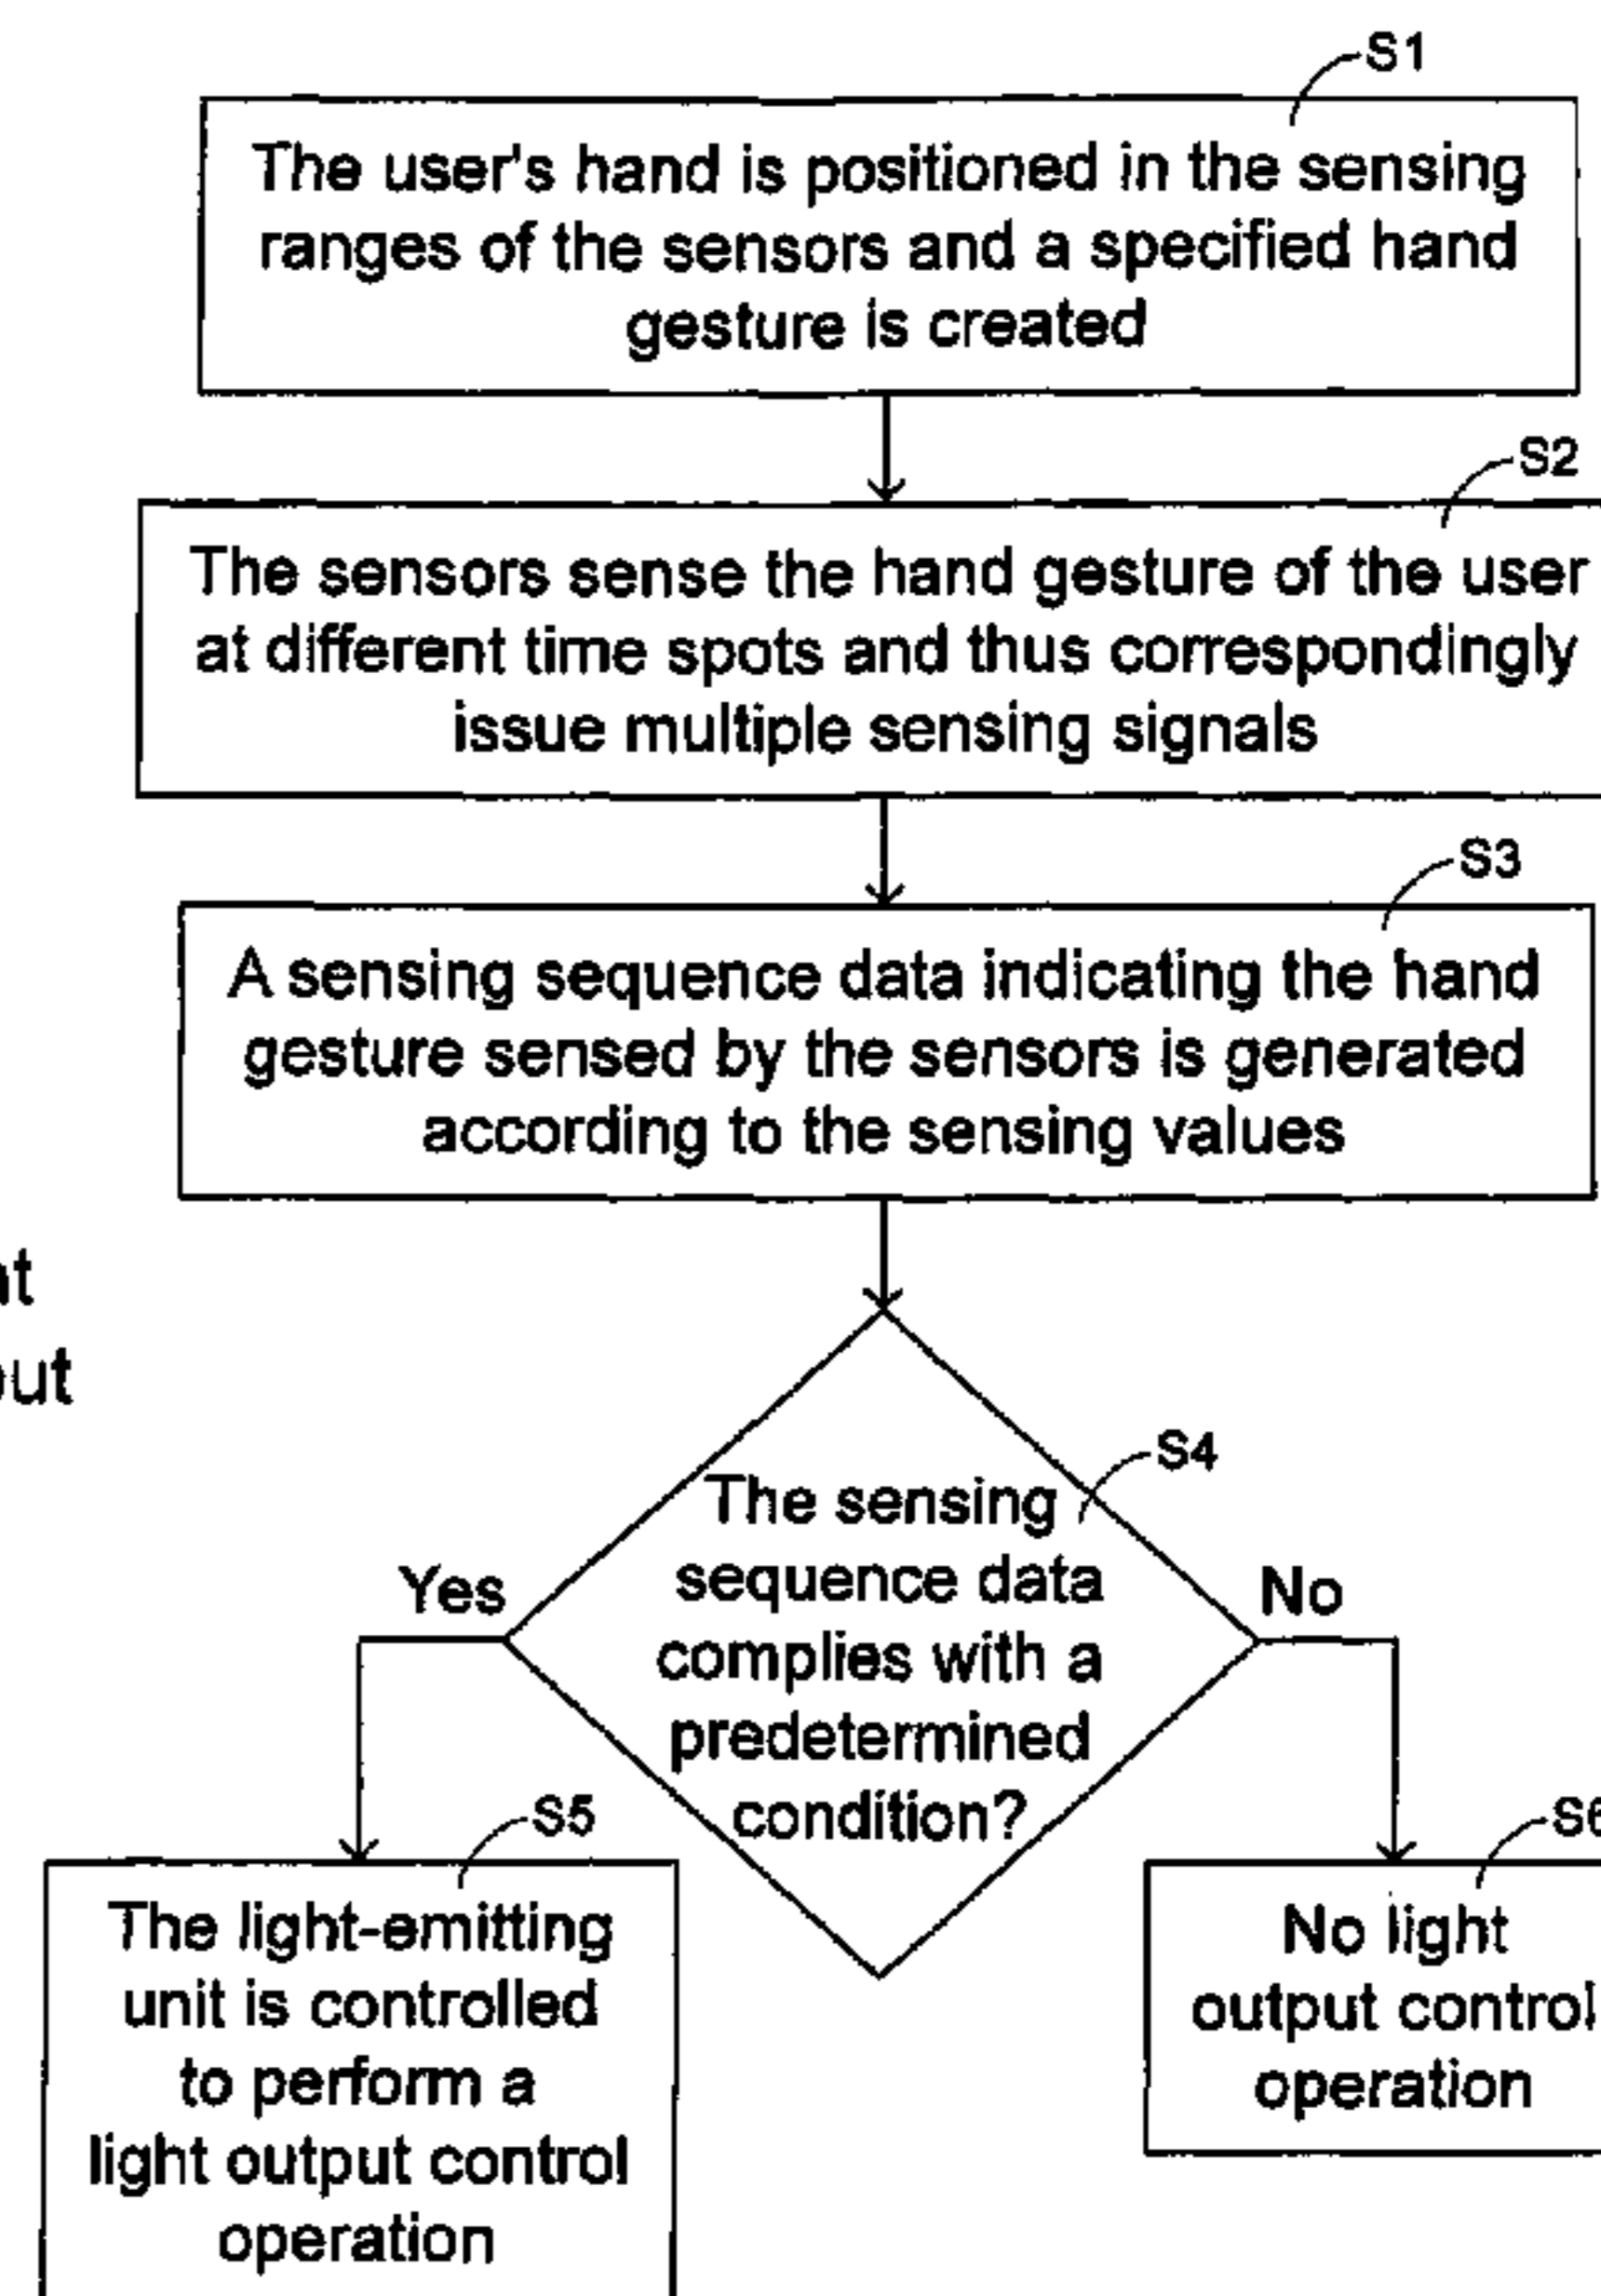 S1
The user's hand is positioned in the sensing
ranges of the sensors and a specified hand
gesture is created
S2
The sensors sense the hand gesture of the user
at different time spots and thus correspondingly
issue multiple sensing signals
S3
A sensing sequence data indicating the hand
gesture sensed by the sensors is generated
according to the sensing values
S4
The sensing
sequence data
complies with a
predetermined
condition?
Yes
No
S5
The light-emitting
unit is controlled
to perform a
light output control
operation
S6
No light
output control
operation